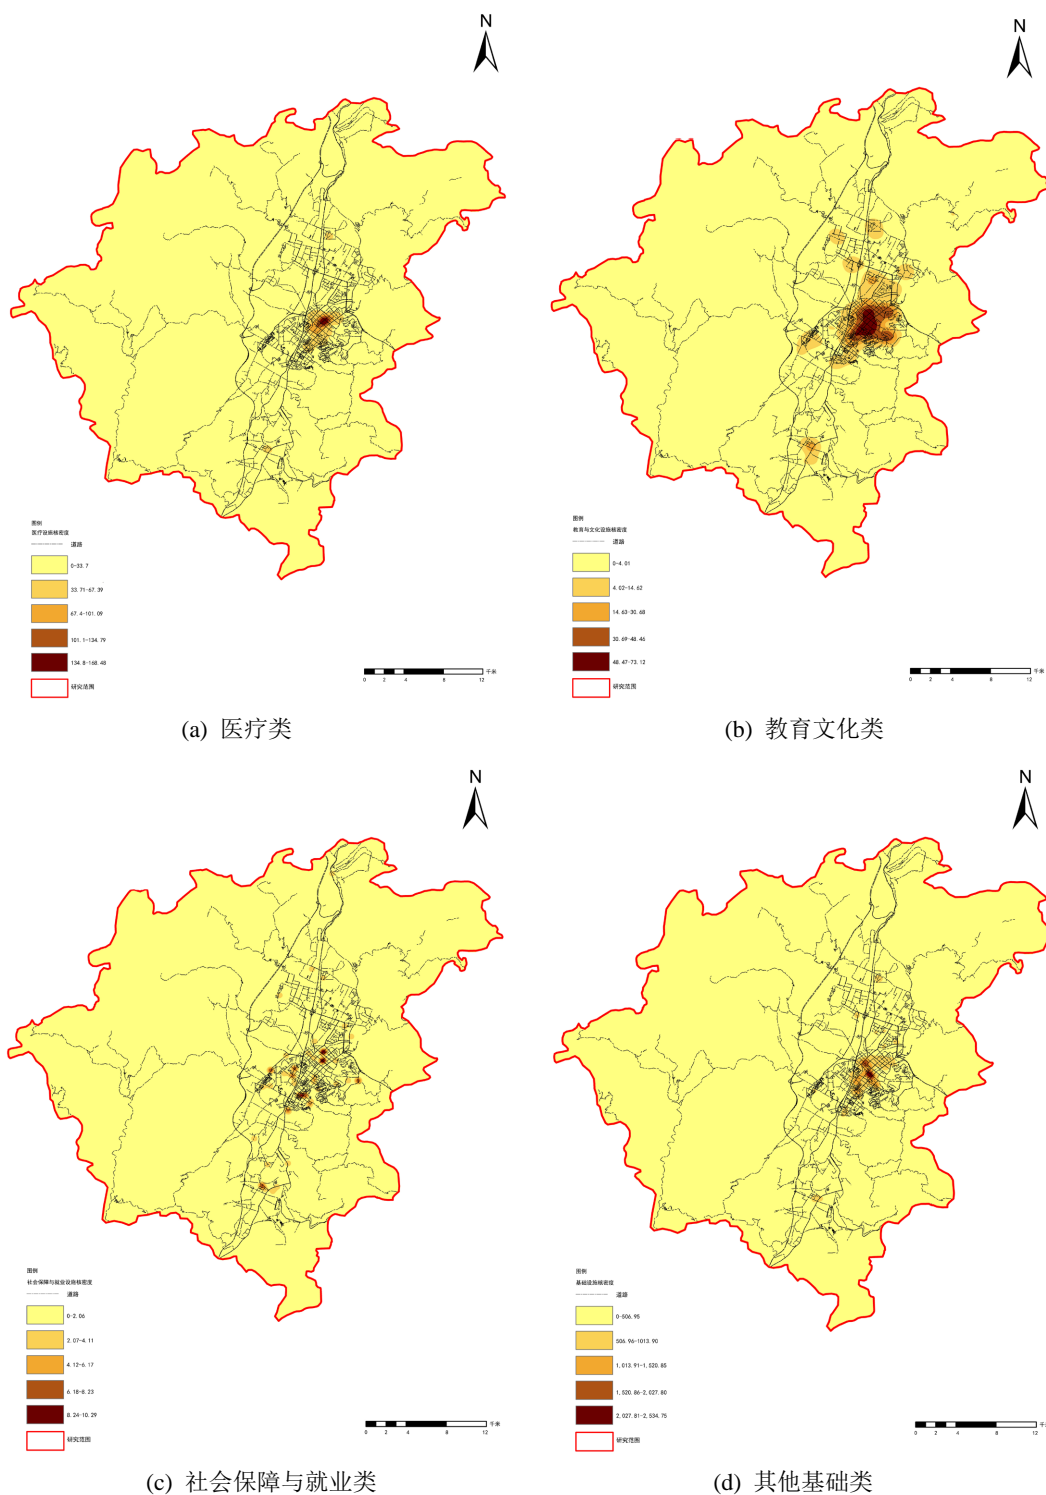 N
N
图例
医疗设施核密度
道路
0-33.7
33.71-67.39
67.4-101.09
101.1-134.79
134.8-168.48
研究范围
0 2 4 8 12 千米
图例
教育与文化设施核密度
道路
0-4.01
4.02-14.62
14.63-30.68
30.69-48.46
48.47-73.12
研究范围
0 2 4 8 12 千米
(a) 医疗类
(b) 教育文化类
N
N
图例
社会保障与就业设施核密度
道路
0-2.06
2.07-4.11
4.12-6.17
6.18-8.23
8.24-10.29
研究范围
0 2 4 8 12 千米
图例
基础设施核密度
道路
0-506.95
506.96-1013.90
1,013.91-1,520.85
1,520.86-2,027.80
2,027.81-2,534.75
研究范围
0 2 4 8 12 千
(c) 社会保障与就业类
(d) 其他基础类